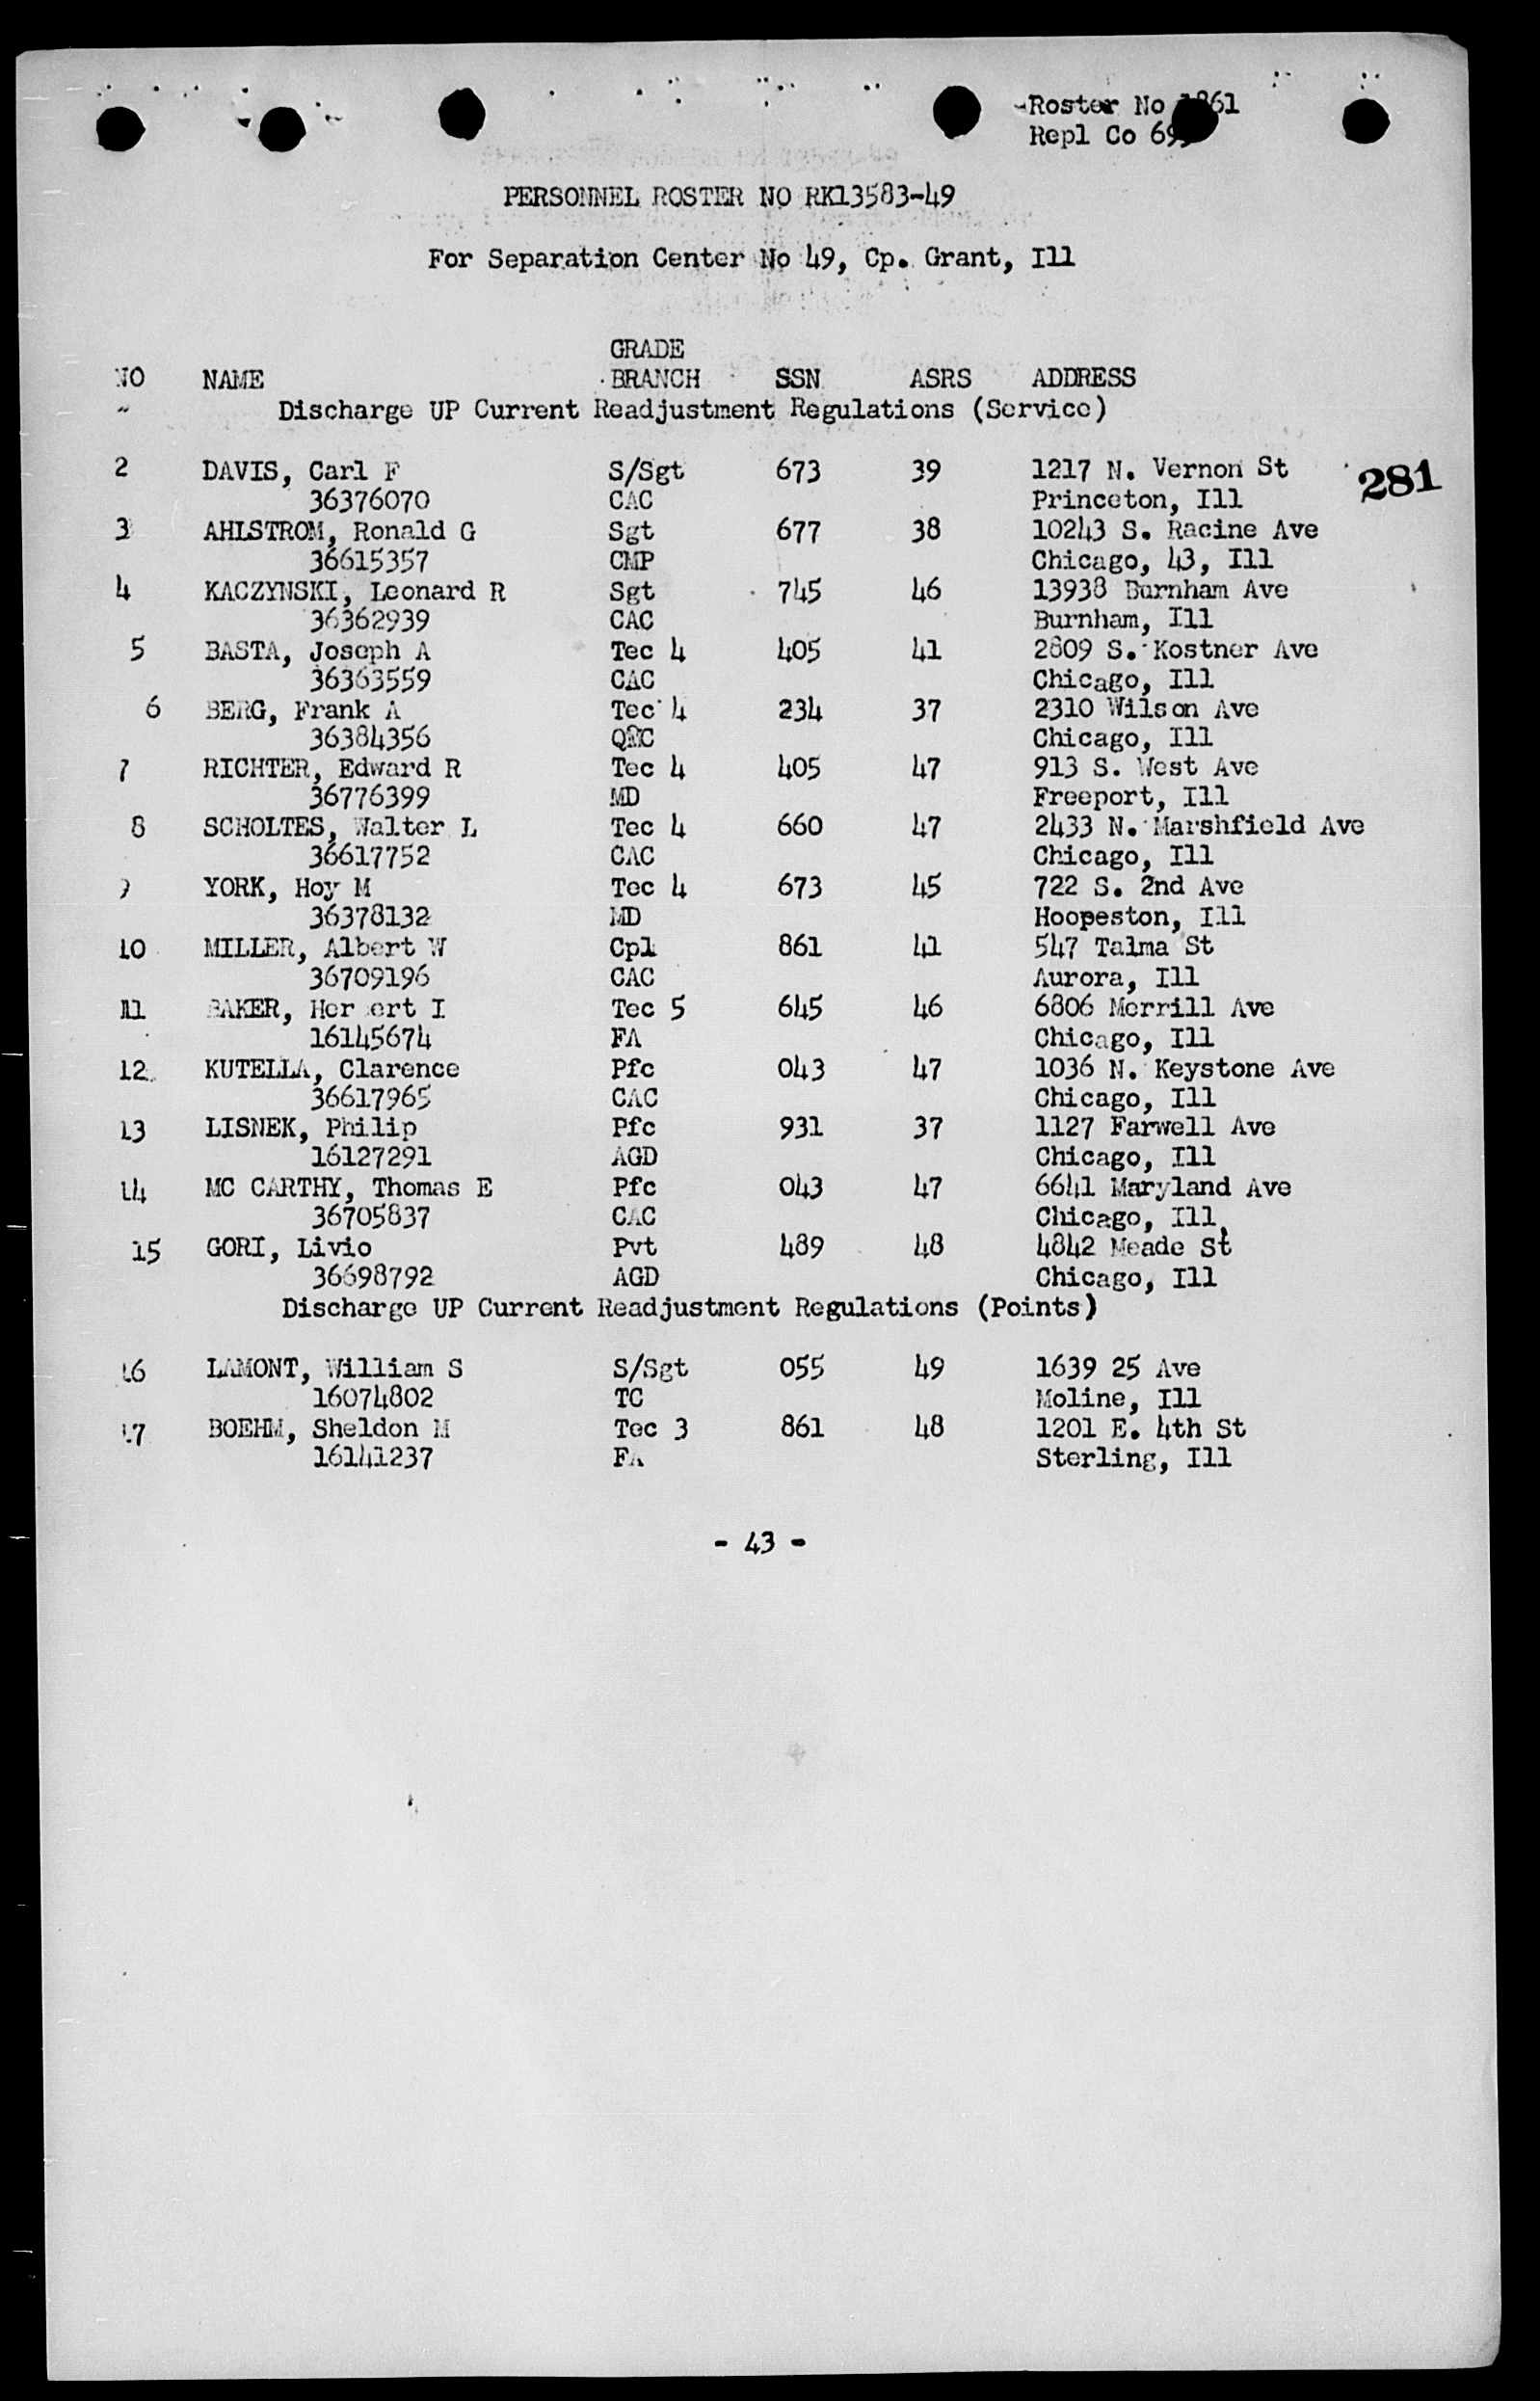 Roster No 1861
Repl Co 69
PERSONNEL ROSTER NO RK13583-49
For Separation Center No 49, Cp. Grant, Ill
GRADE
NO NAME BRANCH SSN ASRS ADDRESS
Discharge UP Current Readjustment Regulations (Service)
2 DAVIS, Carl F S/Sgt 673 39 1217 N. Vernon St
36376070 CAC Princeton, Ill
281
3 AHLSTROM, Ronald G Sgt 677 38 10243 S. Racine Ave
36615357 CMP Chicago, 43, Ill
4 KACZYNSKI, Leonard R Sgt 745 46 13938 Burnham Ave
36362939 CAC Burnham, Ill
5 BASTA, Joseph A Tec 4 405 41 2809 S. Kostner Ave
36363559 CAC Chicago, Ill
6 BERG, Frank A Tec 4 234 37 2310 Wilson Ave
36384356 QMC Chicago, Ill
7 RICHTER, Edward R Tec 4 405 47 913 S. West Ave
36776399 MD Freeport, Ill
8 SCHOLTES, Walter L Tec 4 660 47 2433 N. Marshfield Ave
36617752 CAC Chicago, Ill
9 YORK, Hoy M Tec 4 673 45 722 S. 2nd Ave
36378132 MD Hoopeston, Ill
10 MILLER, Albert W Cpl 861 41 547 Talma St
36709196 CAC Aurora, Ill
11 BAKER, Herbert I Tec 5 645 46 6806 Merrill Ave
16145674 FA Chicago, Ill
12 KUTELLA, Clarence Pfc 043 47 1036 N. Keystone Ave
36617965 CAC Chicago, Ill
13 LISNEK, Philip Pfc 931 37 1127 Farwell Ave
16127291 AGD Chicago, Ill
14 MC CARTHY, Thomas E Pfc 043 47 6641 Maryland Ave
36705837 CAC Chicago, Ill
15 GORI, Livio Pvt 489 48 4842 Meade St
36698792 AGD Chicago, Ill
Discharge UP Current Readjustment Regulations (Points)
16 LAMONT, William S S/Sgt 055 49 1639 25 Ave
16074802 TC Moline, Ill
17 BOEHM, Sheldon M Tec 3 861 48 1201 E. 4th St
16141237 FA Sterling, Ill
- 43 -